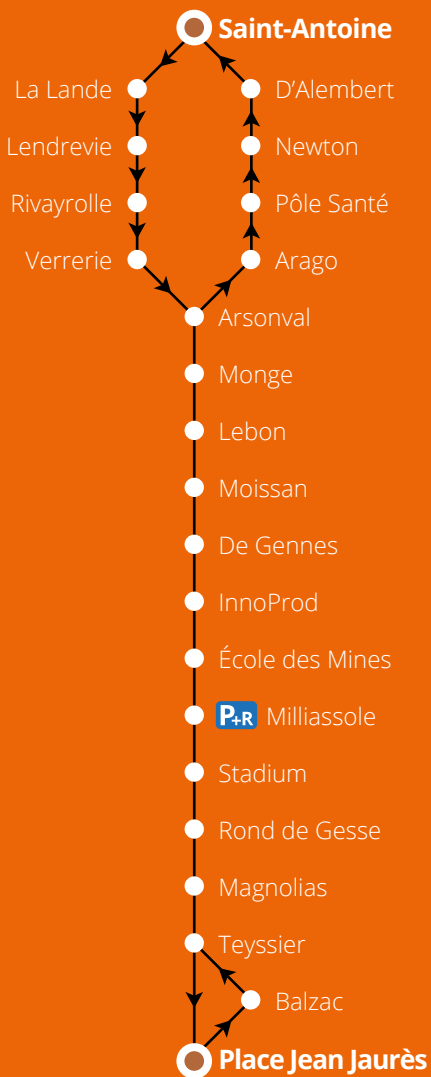 Saint-Antoine
La Lande
D'Alembert
Lendrevie
Newton
Rivayrolle
Pôle Santé
Verrerie
Arago
Arsonval
Monge
Lebon
Moissan
De Gennes
InnoProd
École des Mines
P+R Milliassole
Stadium
Rond de Gesse
Magnolias
Teyssier
Balzac
Place Jean Jaurès